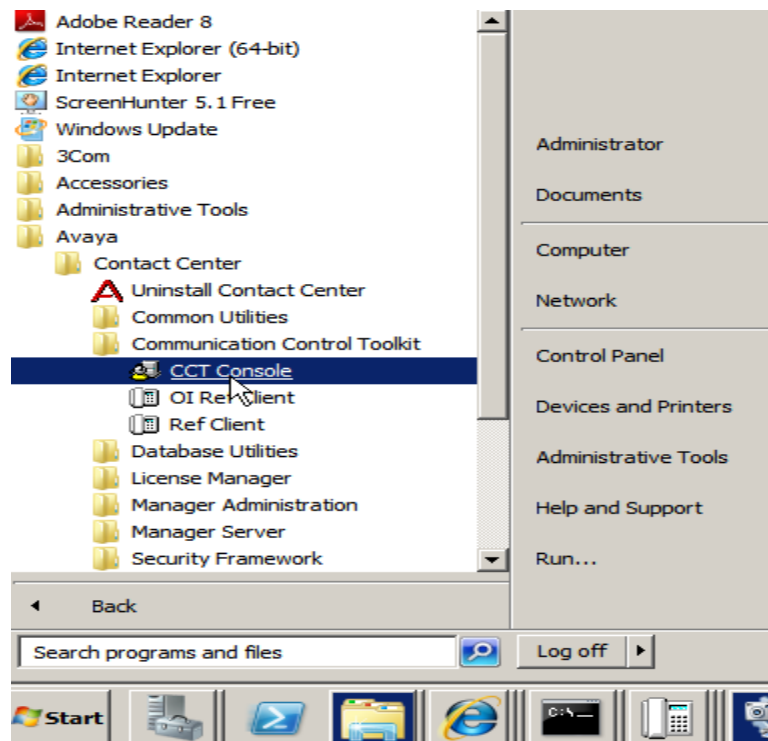 Adobe Reader 8
Internet Explorer (64-bit)
Internet Explorer
ScreenHunter 5.1 Free
Windows Update
3Com
Accessories
Administrative Tools
Avaya
Contact Center
Uninstall Contact Center
Common Utilities
Communication Control Toolkit
CCT Console
OI Ref Client
Ref Client
Database Utilities
License Manager
Manager Administration
Manager Server
Security Framework
Back
Search programs and files
Administrator
Documents
Computer
Network
Control Panel
Devices and Printers
Administrative Tools
Help and Support
Run...
Log off
Start
C:\_